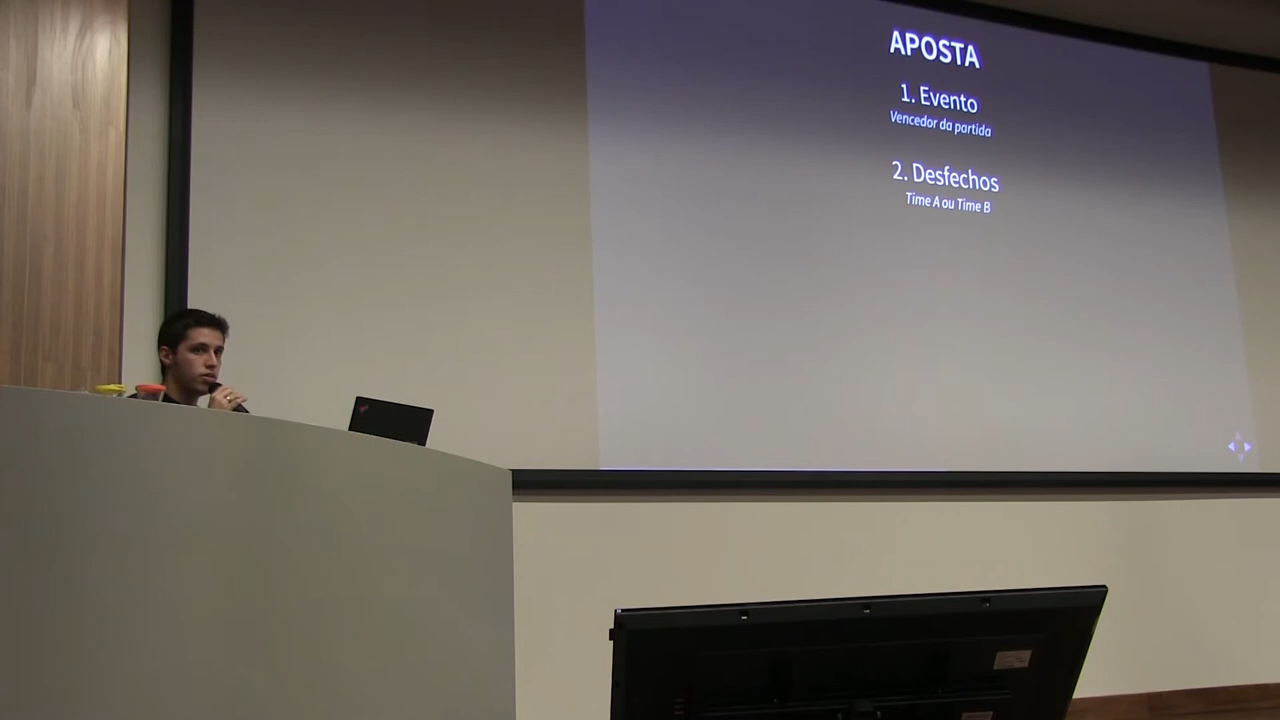 APOSTA
1. Evento
Vencedor da partida
2. Desfechos
Time A ou Time B